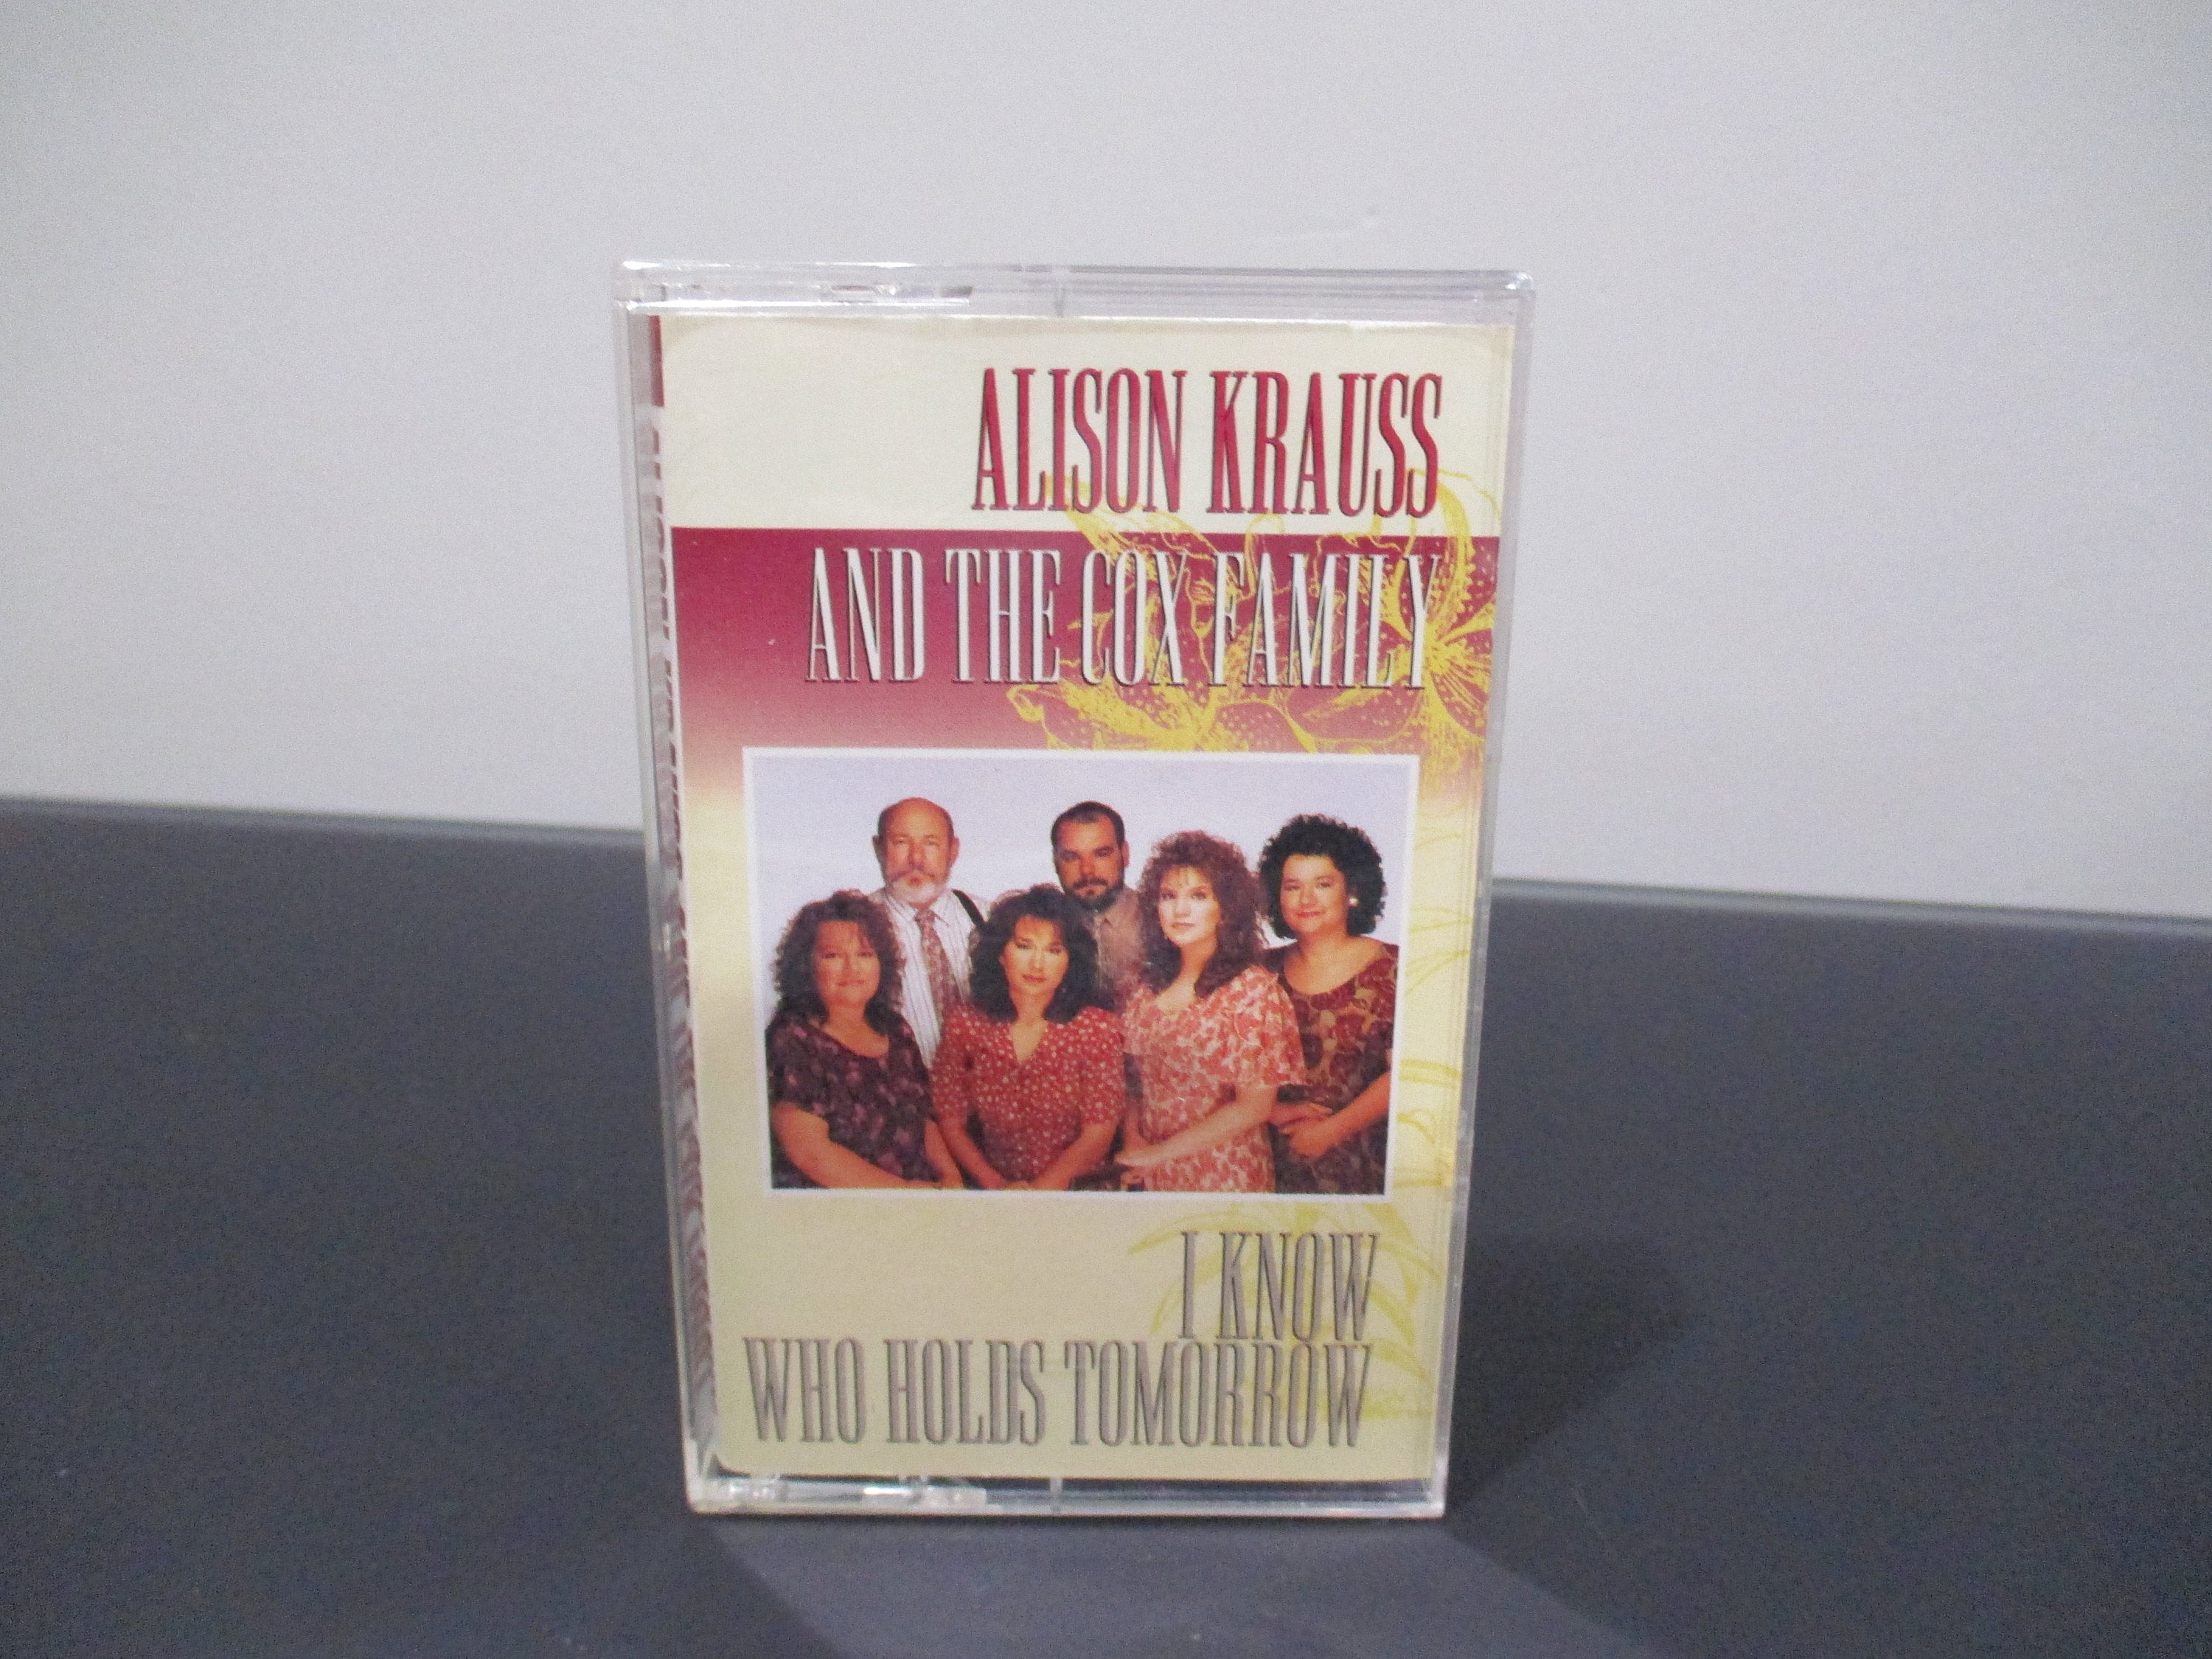 ALISON KRAUSS
AND THE COX FAMILY
I KNOW
WHO HOLDS TOMORROW